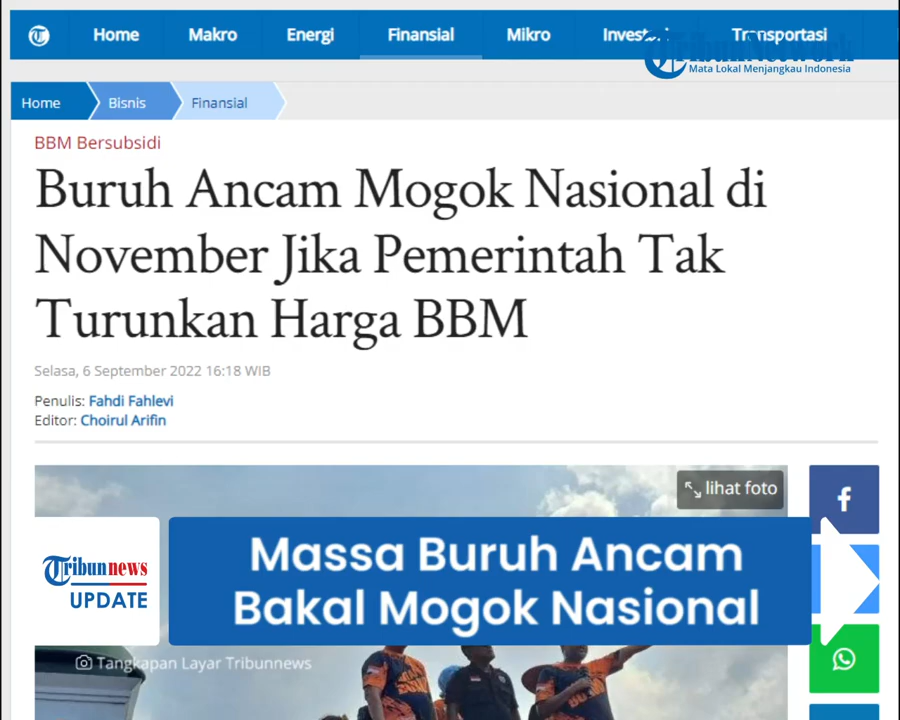 Home Makro Energi Finansial Mikro Transportasi
TribunNetwork
Mata Lokal Menjangkau Indonesia
Home Bisnis Finansial
BBM Bersubsidi
Buruh Ancam Mogok Nasional di
November Jika Pemerintah Tak
Turunkan Harga BBM
Selasa, 6 September 2022 16:18 WIB
Penulis: Fahdi Fahlevi
Editor: Choirul Arifin
lihat foto
Massa Buruh Ancam
Bakal Mogok Nasional
Tribunnews
UPDATE
Tangkapan Layar Tribunnews